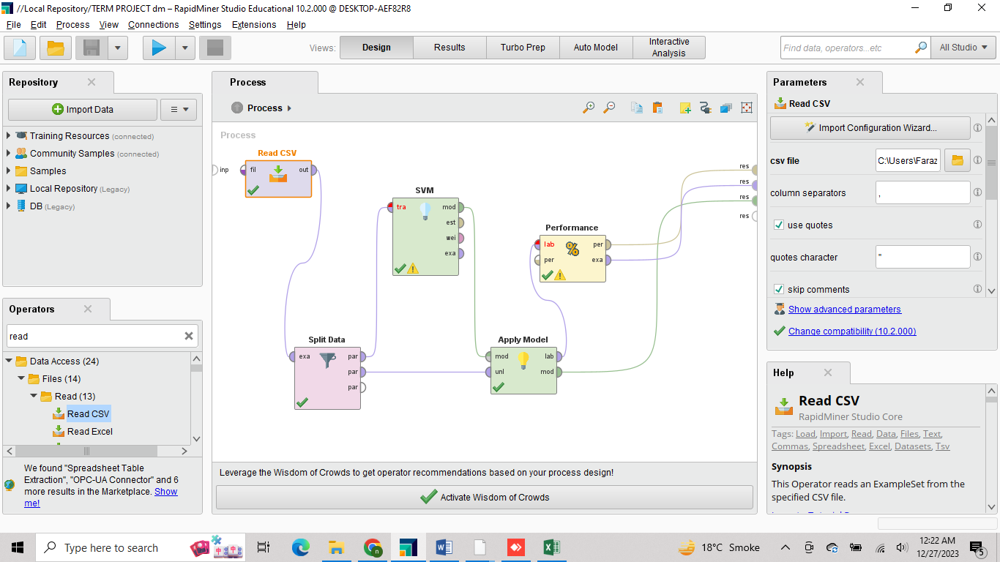 //Local Repository/TERM PROJECT dm – RapidMiner Studio Educational 10.2.000 @ DESKTOP-AEF82R8
File Edit Process View Connections Settings Extensions Help
Views: Design Results Turbo Prep Auto Model Interactive Analysis
Find data, operators...etc
All Studio
Repository
Import Data
Training Resources (connected)
Community Samples (connected)
Samples
Local Repository (Legacy)
DB (Legacy)
Operators
read
Data Access (24)
Files (14)
Read (13)
Read CSV
Read Excel
We found "Spreadsheet Table
Extraction", "OPC-UA Connector" and 6
more results in the Marketplace. Show
me!
Process
Process
Process
Read CSV
inp
fil out
SVM
tra mod
est
wei
exa
Performance
lab per
per exa
res
res
res
res
Split Data
exa par
par
par
Apply Model
mod lab
unl mod
Leverage the Wisdom of Crowds to get operator recommendations based on your process design!
Activate Wisdom of Crowds
Parameters
Read CSV
Import Configuration Wizard...
csv file C:\Users\Faraz
column separators ,
use quotes
quotes character "
skip comments
Show advanced parameters
Change compatibility (10.2.000)
Help
Read CSV
RapidMiner Studio Core
Tags: Load, Import, Read, Data, Files, Text,
Commas, Spreadsheet, Excel, Datasets, Tsv
Synopsis
This Operator reads an ExampleSet from the
specified CSV file.
Type here to search
18°C Smoke
12:22 AM
12/27/2023
5